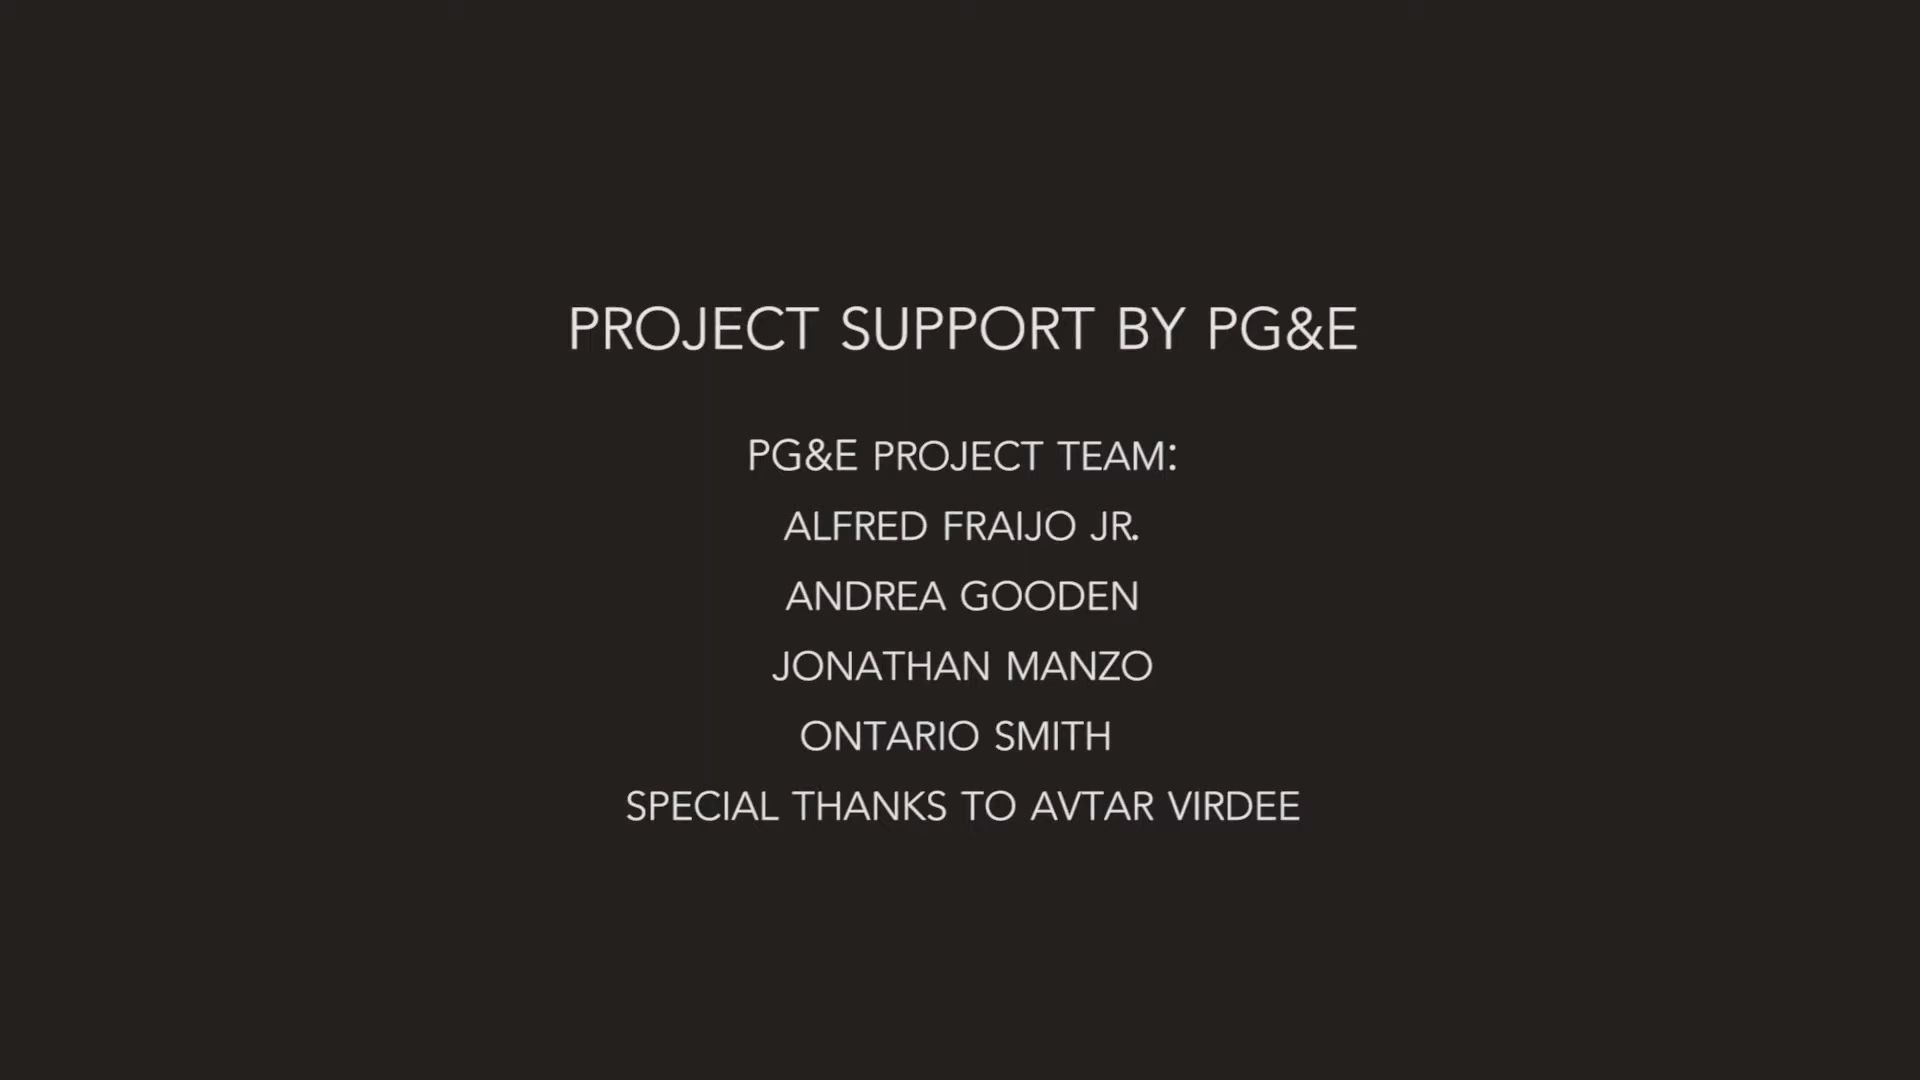 PROJECT SUPPORT BY PG&E
PG&E PROJECT TEAM:
ALFRED FRAIJO JR.
ANDREA GOODEN
JONATHAN MANZO
ONTARIO SMITH
SPECIAL THANKS TO AVTAR VIRDEE